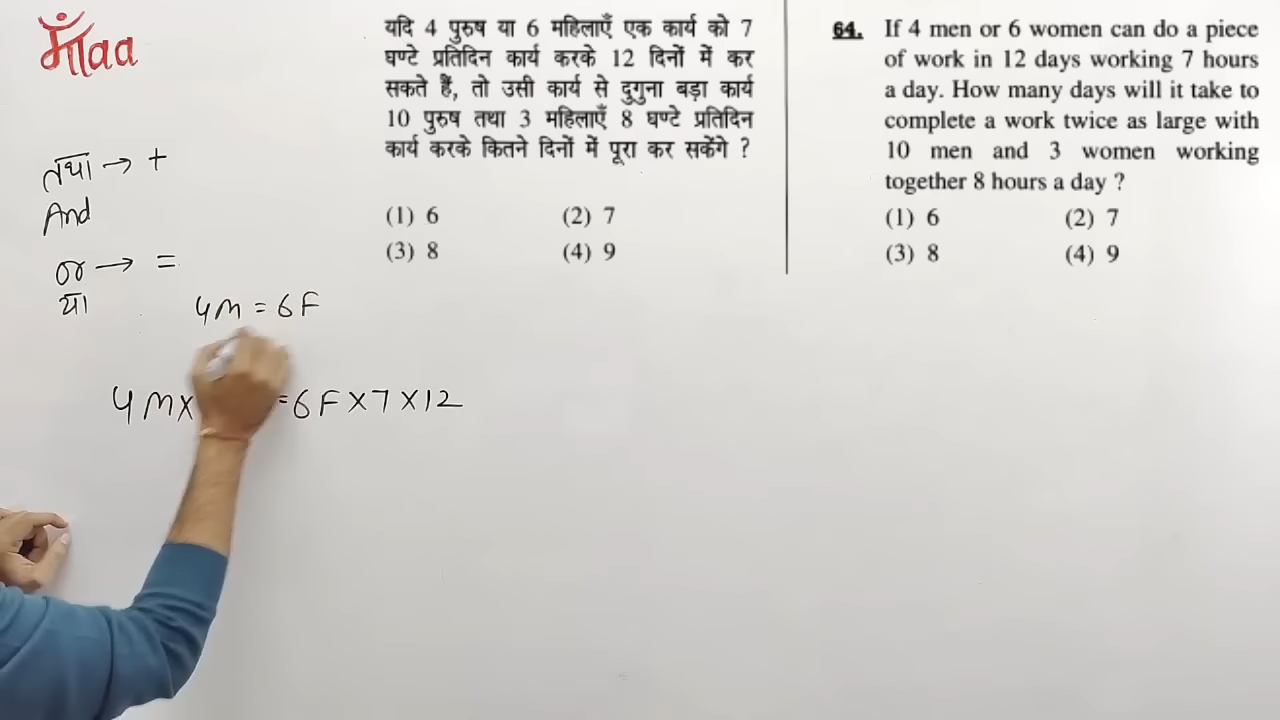 माँaa
यदि 4 पुरुष या 6 महिलाएँ एक कार्य को 7
घण्टे प्रतिदिन कार्य करके 12 दिनों में कर
सकते हैं, तो उसी कार्य से दुगुना बड़ा कार्य
10 पुरुष तथा 3 महिलाएँ 8 घण्टे प्रतिदिन
कार्य करके कितने दिनों में पूरा कर सकेंगे ?
(1) 6 (2) 7
(3) 8 (4) 9
64. If 4 men or 6 women can do a piece
of work in 12 days working 7 hours
a day. How many days will it take to
complete a work twice as large with
10 men and 3 women working
together 8 hours a day ?
(1) 6 (2) 7
(3) 8 (4) 9
तथा → +
And
or → =
या
4M = 6F
4M× =6F×7×12